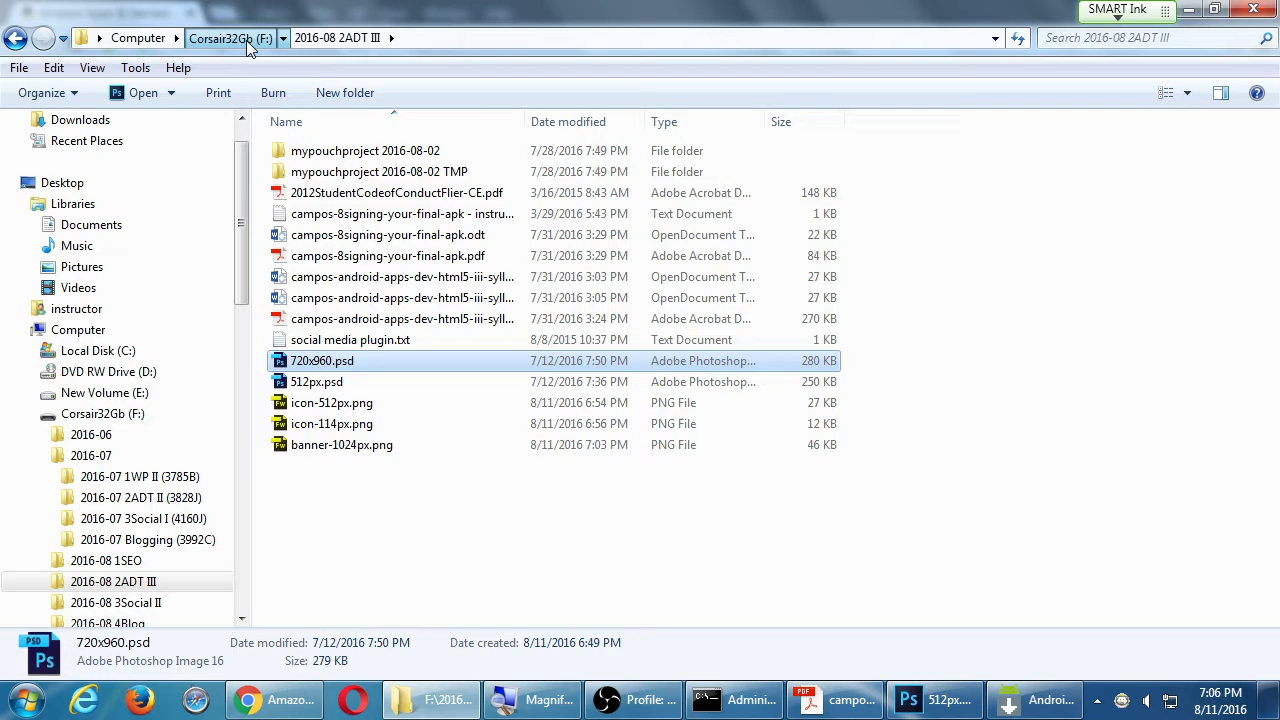 SMART Ink
Computer Corsair32Gb (F:) 2016-08 2ADT III
Search 2016-08 2ADT III
File Edit View Tools Help
Organize Open Print Burn New folder
Name Date modified Type Size
Downloads
Recent Places
Desktop
Libraries
Documents
Music
Pictures
Videos
instructor
Computer
Local Disk (C:)
DVD RW Drive (D:)
New Volume (E:)
Corsair32Gb (F:)
2016-06
2016-07
2016-07 1WP II (3785B)
2016-07 2ADT II (3828J)
2016-07 3Social I (4160J)
2016-07 Blogging (3992C)
2016-08 1SEO
2016-08 2ADT III
2016-08 3Social II
2016-08 4Blog
mypouchproject 2016-08-02 7/28/2016 7:49 PM File folder
mypouchproject 2016-08-02 TMP 7/28/2016 7:49 PM File folder
2012StudentCodeofConductFlier-CE.pdf 3/16/2015 8:43 AM Adobe Acrobat D... 148 KB
campos-8signing-your-final-apk - instru... 3/29/2016 5:43 PM Text Document 1 KB
campos-8signing-your-final-apk.odt 7/31/2016 3:29 PM OpenDocument T... 22 KB
campos-8signing-your-final-apk.pdf 7/31/2016 3:29 PM Adobe Acrobat D... 84 KB
campos-android-apps-dev-html5-iii-syll... 7/31/2016 3:03 PM OpenDocument T... 27 KB
campos-android-apps-dev-html5-iii-syll... 7/31/2016 3:05 PM OpenDocument T... 27 KB
campos-android-apps-dev-html5-iii-syll... 7/31/2016 3:24 PM Adobe Acrobat D... 270 KB
social media plugin.txt 8/8/2015 10:37 PM Text Document 1 KB
720x960.psd 7/12/2016 7:50 PM Adobe Photoshop... 280 KB
512px.psd 7/12/2016 7:36 PM Adobe Photoshop... 250 KB
icon-512px.png 8/11/2016 6:54 PM PNG File 27 KB
icon-114px.png 8/11/2016 6:56 PM PNG File 12 KB
banner-1024px.png 8/11/2016 7:03 PM PNG File 46 KB
720x960.psd Date modified: 7/12/2016 7:50 PM Date created: 8/11/2016 6:49 PM
Adobe Photoshop Image 16 Size: 279 KB
Amazo... F:\2016... Magnif... Profile: ... Admini... campo... 512px.... Androi...
7:06 PM
8/11/2016